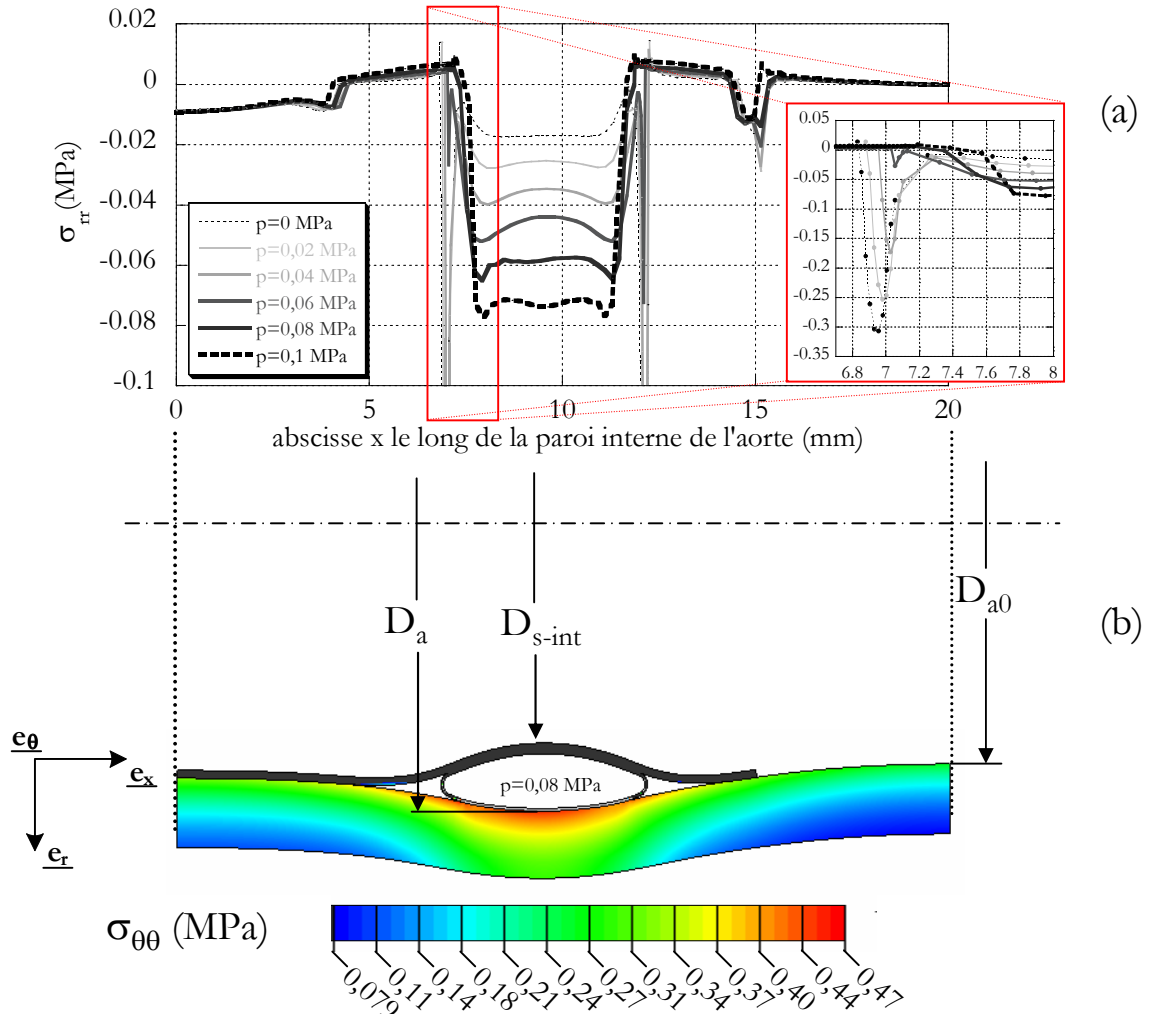 0.02
0
-0.02
-0.04
-0.06
-0.08
-0.1
σrr(MPa)
p=0 MPa
p=0,02 MPa
p=0,04 MPa
p=0,06 MPa
p=0,08 MPa
p=0,1 MPa
0 5 10 15 20
abscisse x le long de la paroi interne de l'aorte (mm)
0.05
0
-0.05
-0.1
-0.15
-0.2
-0.25
-0.3
-0.35
6.8 7 7.2 7.4 7.6 7.8 8
(a)
Da
Ds-int
Da0
(b)
eθ
ex
er
p=0,08 MPa
σθθ (MPa)
0,079 0,11 0,14 0,18 0,21 0,24 0,27 0,31 0,34 0,37 0,40 0,44 0,47